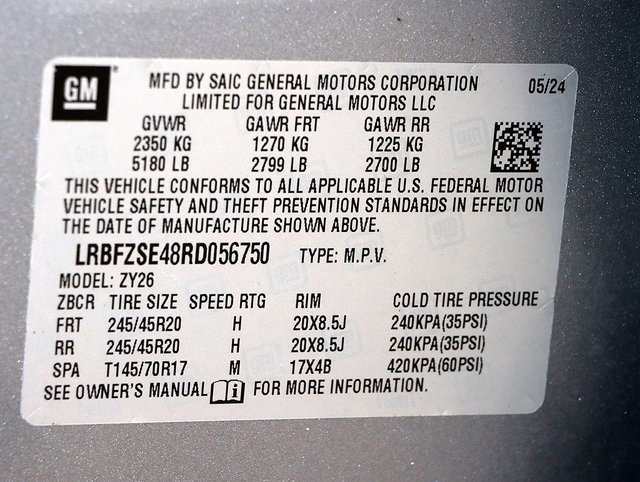 GM
MFD BY SAIC GENERAL MOTORS CORPORATION 05/24
LIMITED FOR GENERAL MOTORS LLC
GVWR GAWR FRT GAWR RR
2350 KG 1270 KG 1225 KG
5180 LB 2799 LB 2700 LB
THIS VEHICLE CONFORMS TO ALL APPLICABLE U.S. FEDERAL MOTOR
VEHICLE SAFETY AND THEFT PREVENTION STANDARDS IN EFFECT ON
THE DATE OF MANUFACTURE SHOWN ABOVE.
LRBFZSE48RD056750 TYPE: M.P.V.
MODEL: ZY26
ZBCR TIRE SIZE SPEED RTG RIM COLD TIRE PRESSURE
FRT 245/45R20 H 20X8.5J 240KPA(35PSI)
RR 245/45R20 H 20X8.5J 240KPA(35PSI)
SPA T145/70R17 M 17X4B 420KPA(60PSI)
SEE OWNER'S MANUAL i FOR MORE INFORMATION.